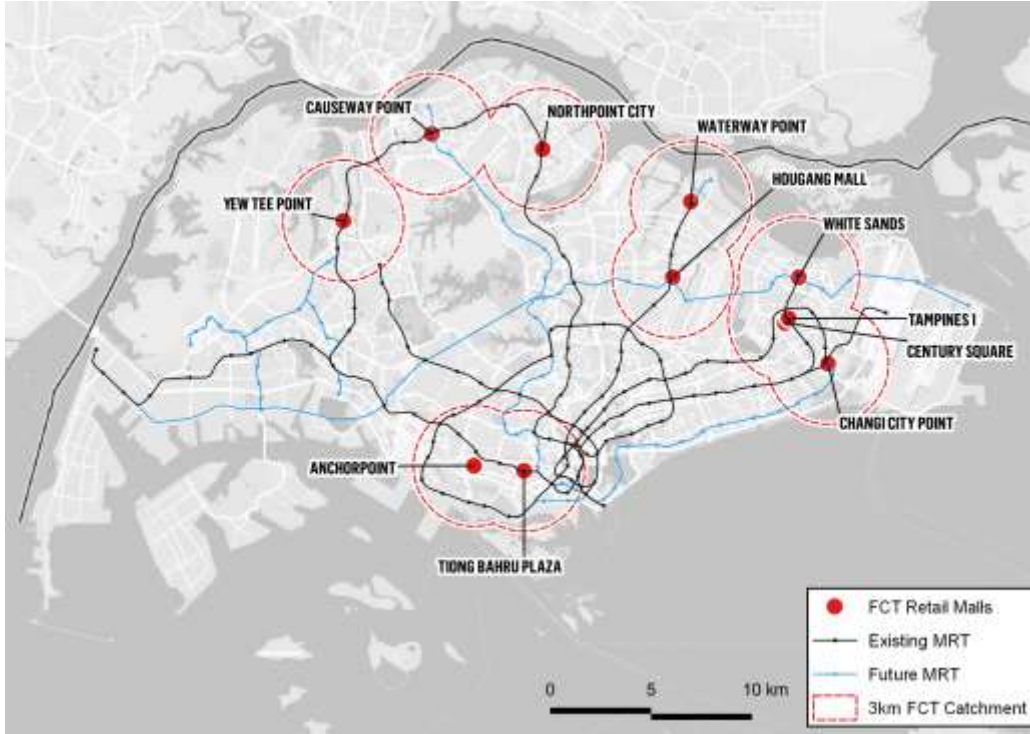 CAUSEWAY POINT
NORTHPOINT CITY
WATERWAY POINT
HOUGANG MALL
YEW TEE POINT
WHITE SANDS
TAMPINES 1
CENTURY SQUARE
CHANGI CITY POINT
ANCHORPOINT
TIONG BAHRU PLAZA
FCT Retail Malls
Existing MRT
Future MRT
3km FCT Catchment
0 5 10 km